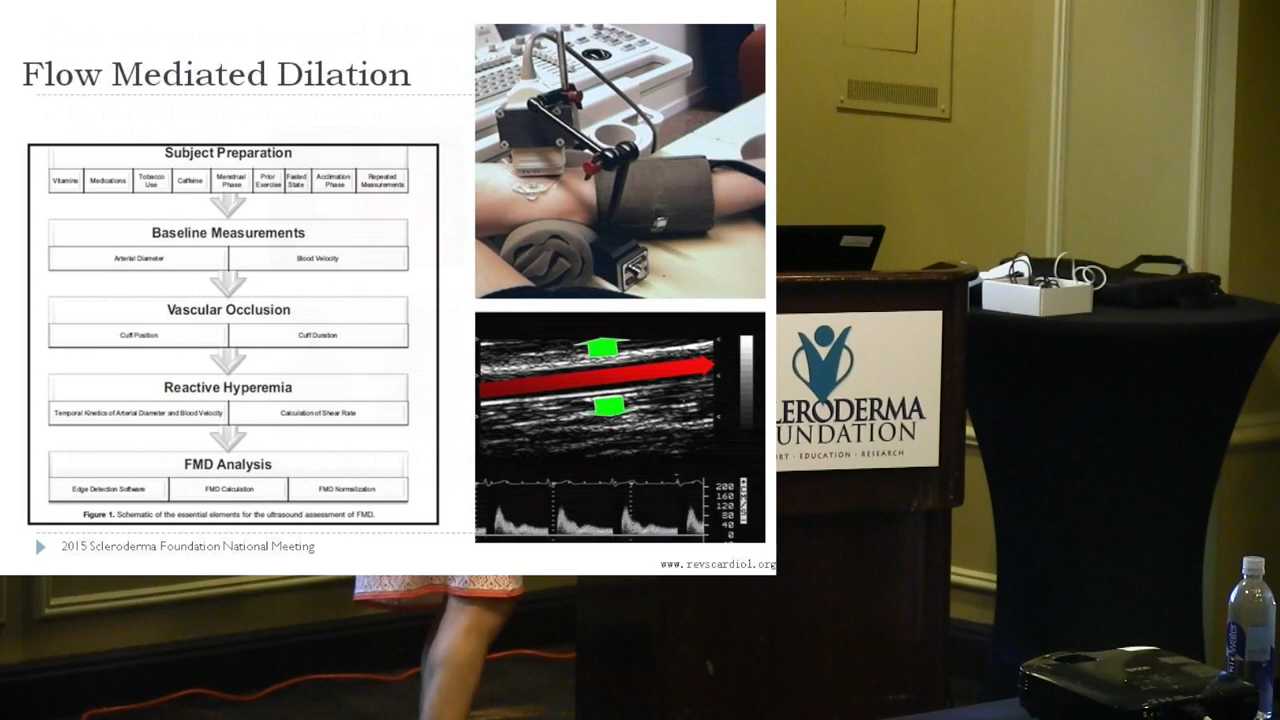 Flow Mediated Dilation
Subject Preparation
Vitamins Medications Tobacco Use Caffeine Menstrual Phase Prior Exercise Fasted State Acclimation Phase Repeated Measurements
Baseline Measurements
Arterial Diameter Blood Velocity
Vascular Occlusion
Cuff Position Cuff Duration
Reactive Hyperemia
Temporal Kinetics of Arterial Diameter and Blood Velocity Calculation of Shear Rate
FMD Analysis
Edge Detection Software FMD Calculation FMD Normalization
Figure 1. Schematic of the essential elements for the ultrasound assessment of FMD.
2015 Scleroderma Foundation National Meeting
200
160
120
80
40
0
www.revscardiol.org
LERODERMA
UNDATION
RT · EDUCATION · RESEARCH